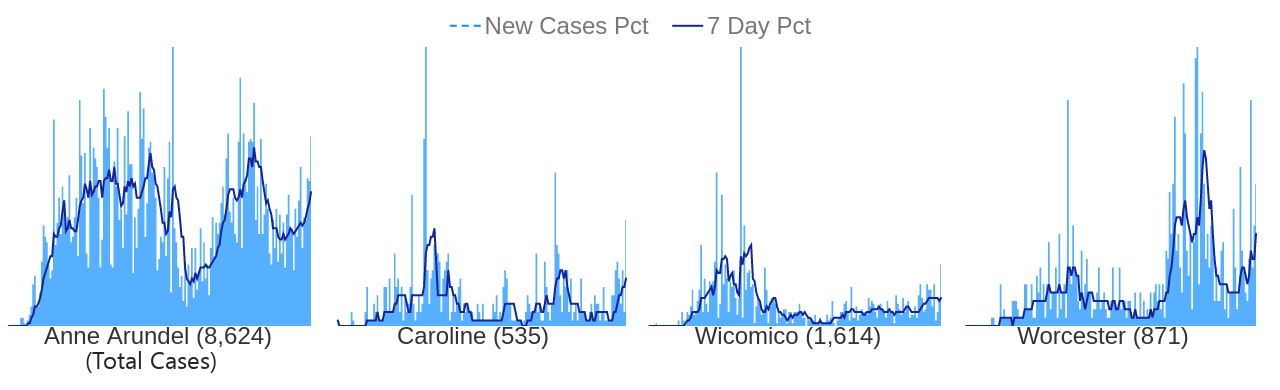 New Cases Pct 7 Day Pct
Anne Arundel (8,624) Caroline (535) Wicomico (1,614) Worcester (871)
(Total Cases)